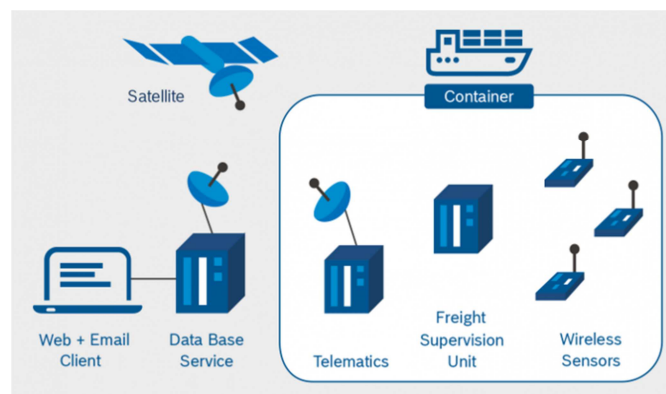 Satellite
Container
Web + Email
Client
Data Base
Service
Telematics
Freight
Supervision
Unit
Wireless
Sensors